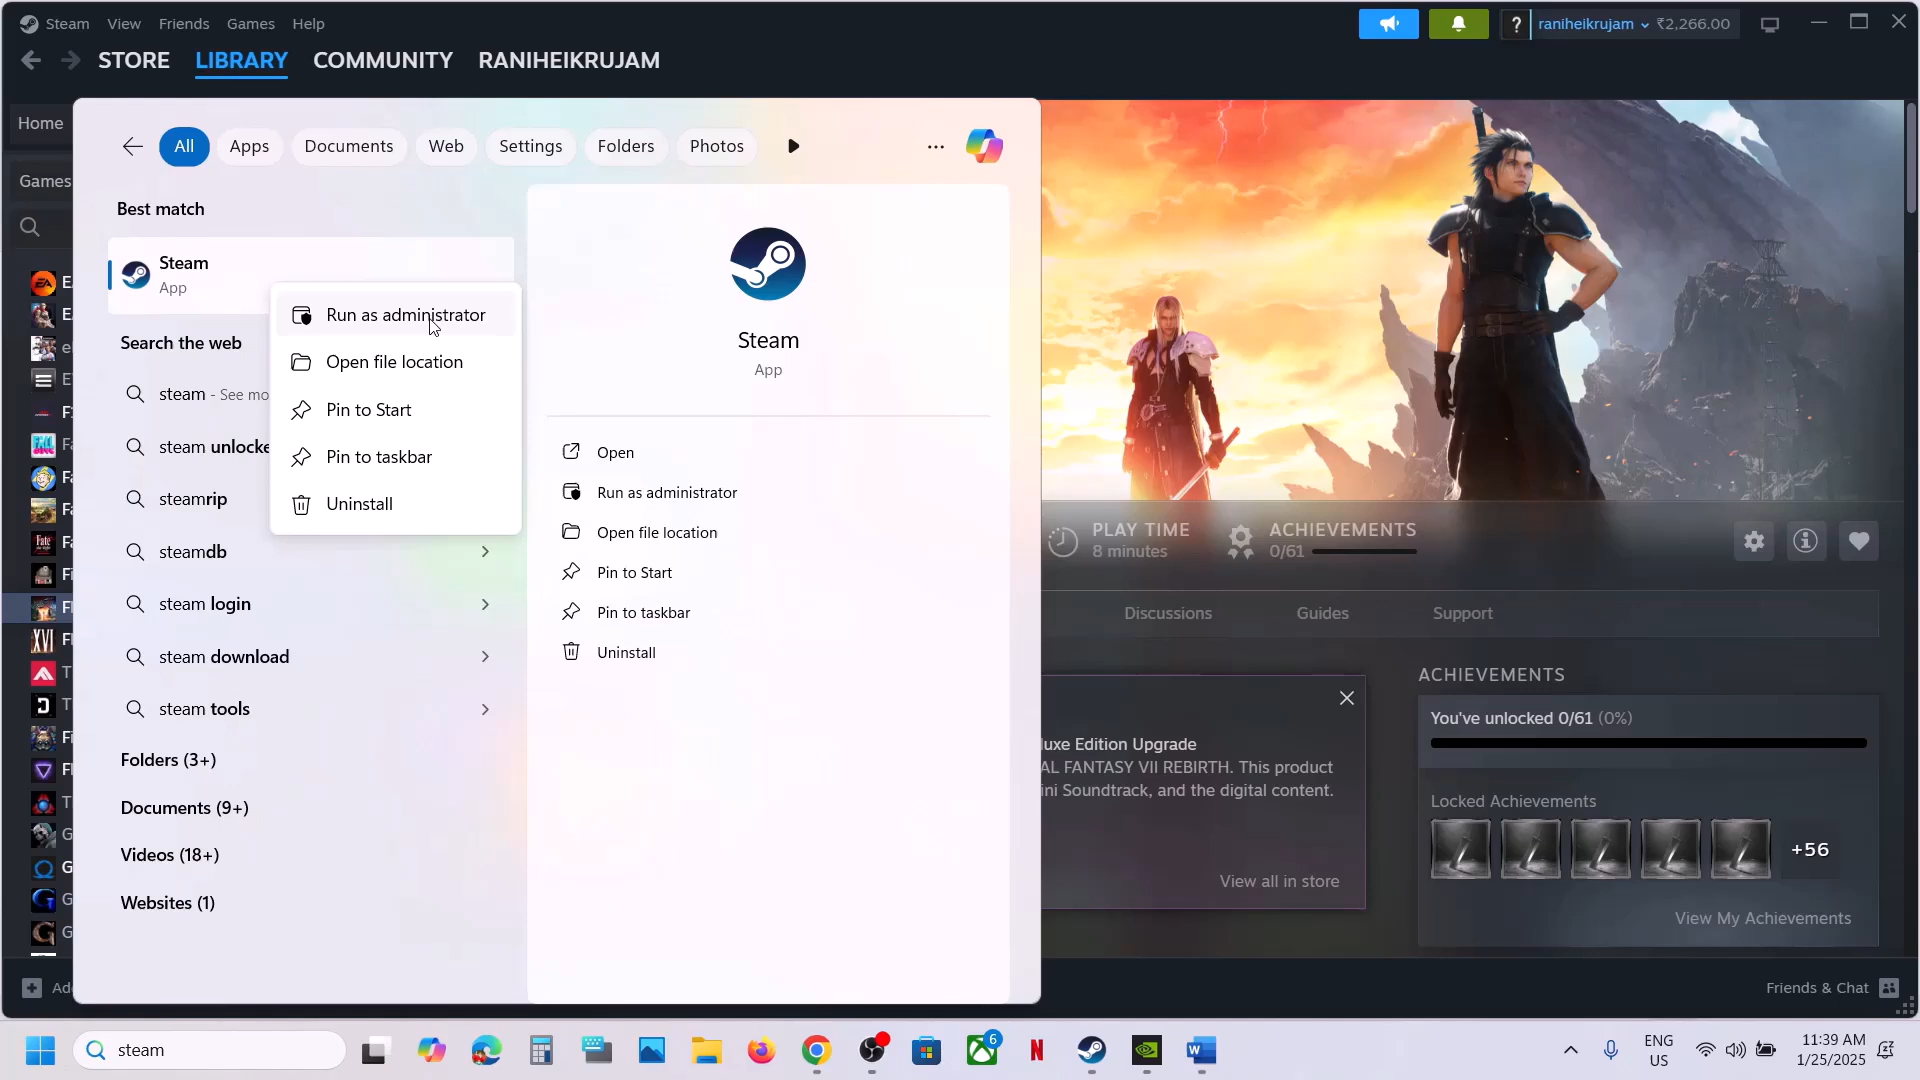 Steam View Friends Games Help
? raniheikrujam ₹2,266.00
STORE LIBRARY COMMUNITY RANIHEIKRUJAM
Home
Games
All Apps Documents Web Settings Folders Photos
Best match
Steam
App
Run as administrator
Open file location
Pin to Start
Pin to taskbar
Uninstall
Search the web
steam - See mo
steam unlocke
steamrip
steamdb
steam login
steam download
steam tools
Folders (3+)
Documents (9+)
Videos (18+)
Websites (1)
Steam
App
Open
Run as administrator
Open file location
Pin to Start
Pin to taskbar
Uninstall
PLAY TIME
8 minutes
ACHIEVEMENTS
0/61
Discussions Guides Support
luxe Edition Upgrade
AL FANTASY VII REBIRTH. This product
ini Soundtrack, and the digital content.
View all in store
ACHIEVEMENTS
You've unlocked 0/61 (0%)
Locked Achievements
+56
View My Achievements
Friends & Chat
steam
6
ENG
US
11:39 AM
1/25/2025